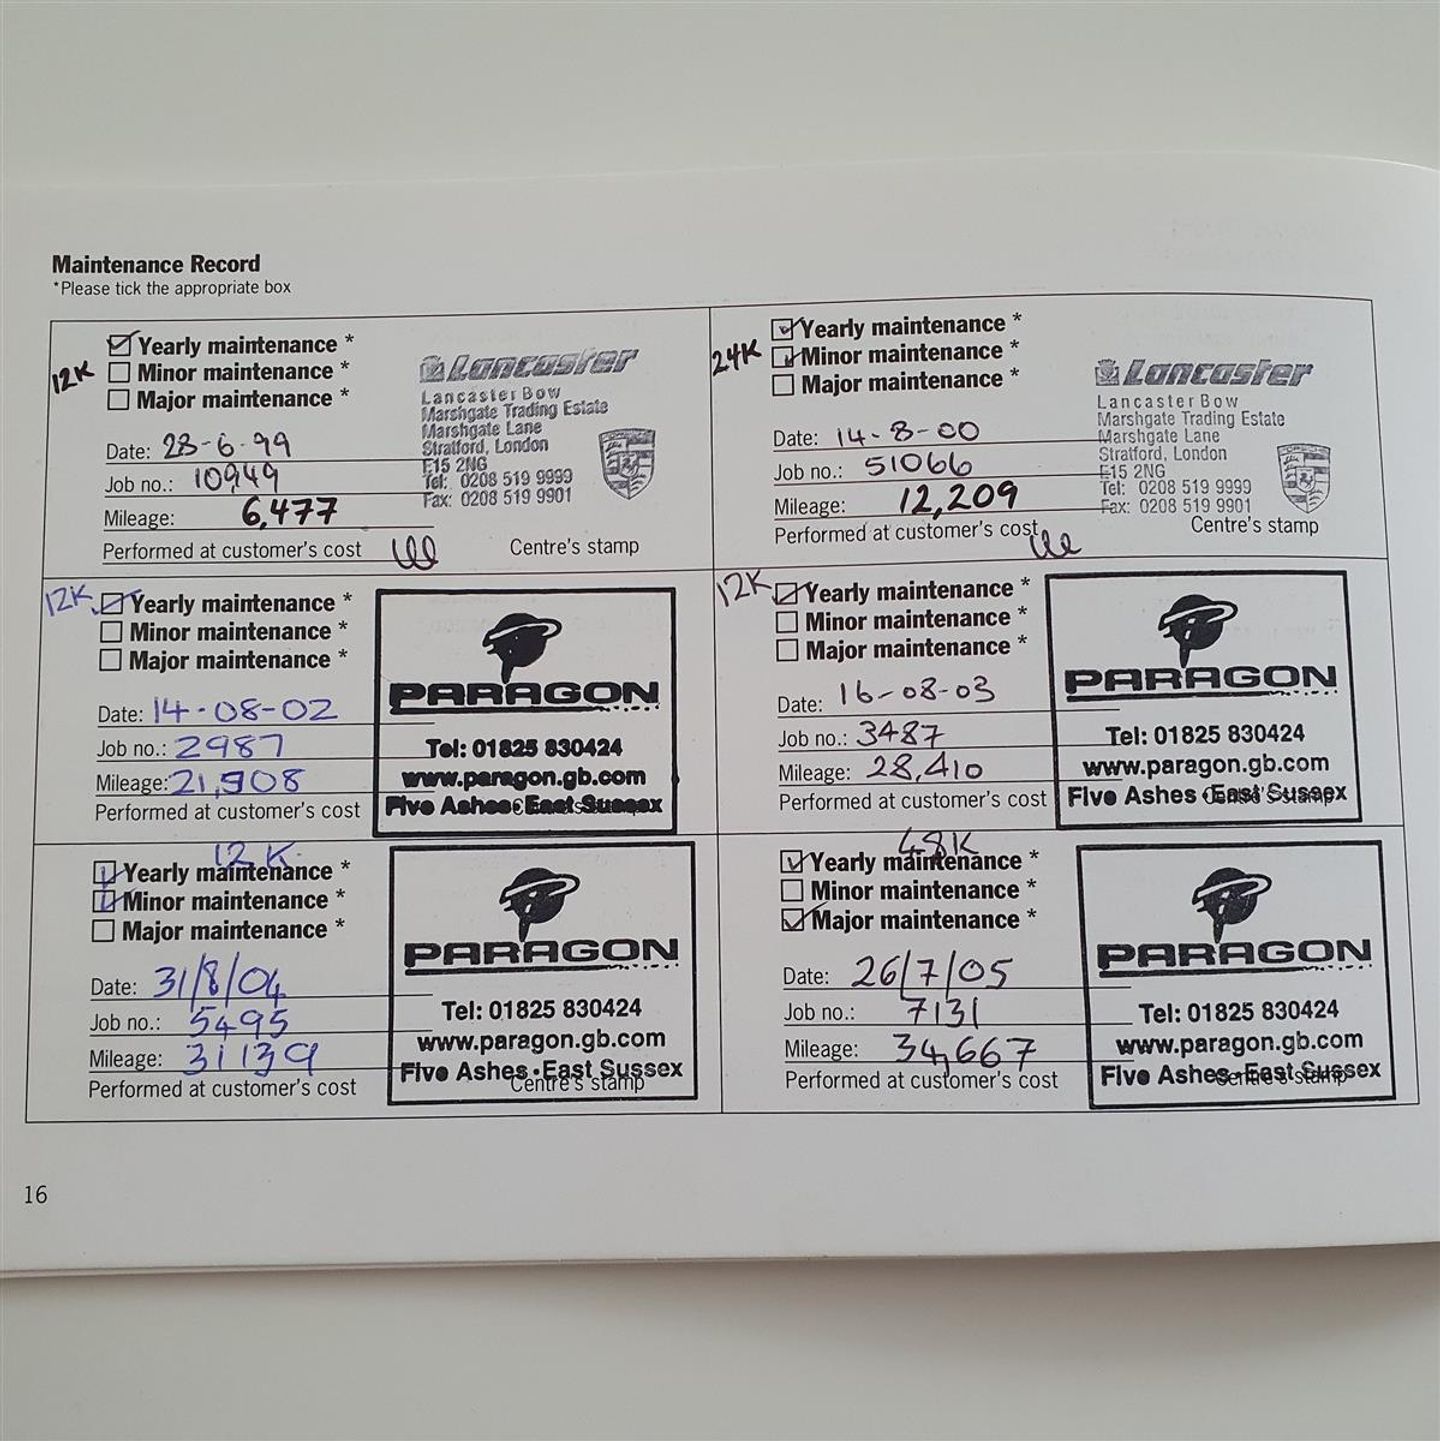 Maintenance Record
*Please tick the appropriate box
12K
Yearly maintenance *
Minor maintenance *
Major maintenance *
Date: 28-6-99
Job no.: 10949
Mileage: 6,477
Performed at customer's cost
Lancaster
Lancaster Bow
Marshgate Trading Estate
Marshgate Lane
Stratford, London
E15 2NG
Tel: 0208 519 9999
Fax: 0208 519 9901
Centre's stamp
24K
Yearly maintenance *
Minor maintenance *
Major maintenance *
Date: 14-8-00
Job no.: 51066
Mileage: 12,209
Performed at customer's cost
Lancaster
Lancaster Bow
Marshgate Trading Estate
Marshgate Lane
Stratford, London
E15 2NG
Tel: 0208 519 9999
Fax: 0208 519 9901
Centre's stamp
12K
Yearly maintenance *
Minor maintenance *
Major maintenance *
Date: 14-08-02
Job no.: 2987
Mileage: 21,908
Performed at customer's cost
PARAGON
Tel: 01825 830424
www.paragon.gb.com
Five Ashes · East Sussex
12K
Yearly maintenance *
Minor maintenance *
Major maintenance *
Date: 16-08-03
Job no.: 3487
Mileage: 28,410
Performed at customer's cost
PARAGON
Tel: 01825 830424
www.paragon.gb.com
Five Ashes · East Sussex
Centre's stamp
12K
Yearly maintenance *
Minor maintenance *
Major maintenance *
Date: 31/8/04
Job no.: 5495
Mileage: 31139
Performed at customer's cost
PARAGON
Tel: 01825 830424
www.paragon.gb.com
Five Ashes · East Sussex
Centre's stamp
48K
Yearly maintenance *
Minor maintenance *
Major maintenance *
Date: 26/7/05
Job no.: 7131
Mileage: 34,667
Performed at customer's cost
PARAGON
Tel: 01825 830424
www.paragon.gb.com
Five Ashes · East Sussex
Centre's stamp
16